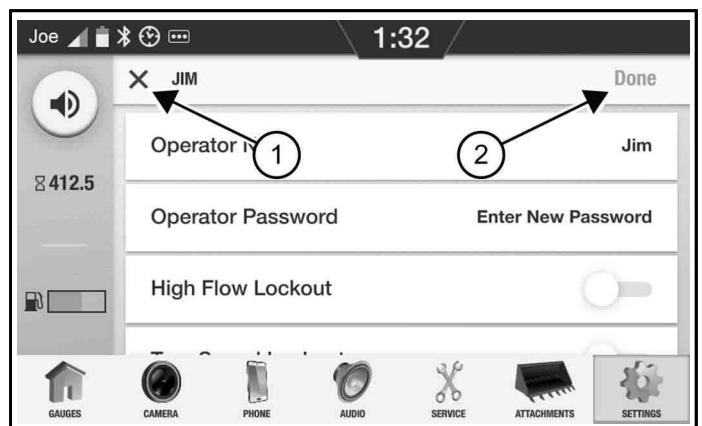 Joe 1:32
JIM Done
Operator Jim
1 2
412.5
Operator Password Enter New Password
High Flow Lockout
GAUGES CAMERA PHONE AUDIO SERVICE ATTACHMENTS SETTINGS